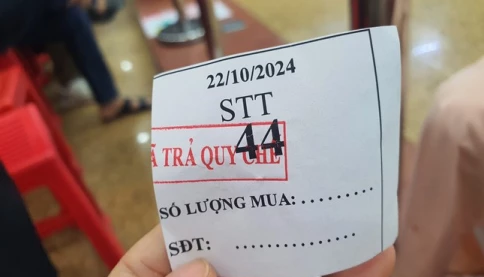 22/10/2024
STT
44
Ã TRẢ QUY CHẾ
SỐ LƯỢNG MUA:.........
SĐT: ...............